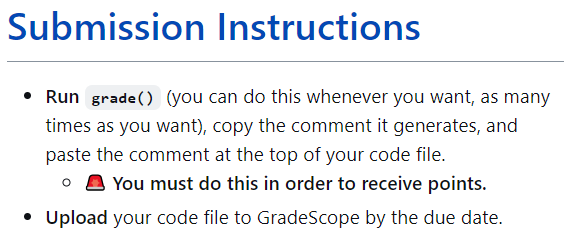 Submission Instructions
• Run grade() (you can do this whenever you want, as many
times as you want), copy the comment it generates, and
paste the comment at the top of your code file.
◦ 🚨 You must do this in order to receive points.
• Upload your code file to GradeScope by the due date.